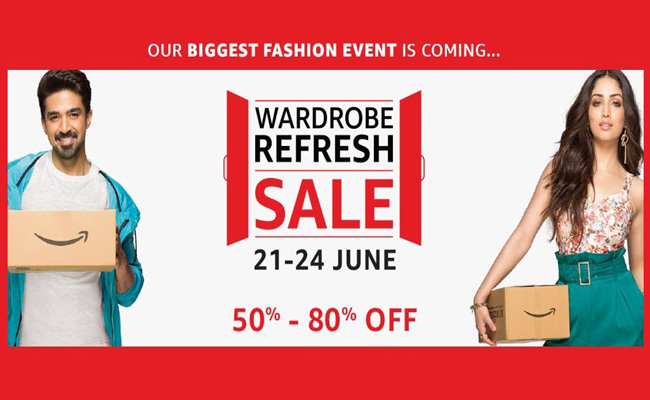 OUR BIGGEST FASHION EVENT IS COMING...
WARDROBE
REFRESH
SALE
21-24 JUNE
50% - 80% OFF